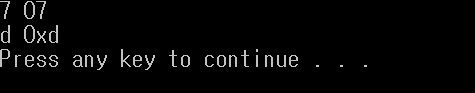 7 07
d 0xd
Press any key to continue . . .